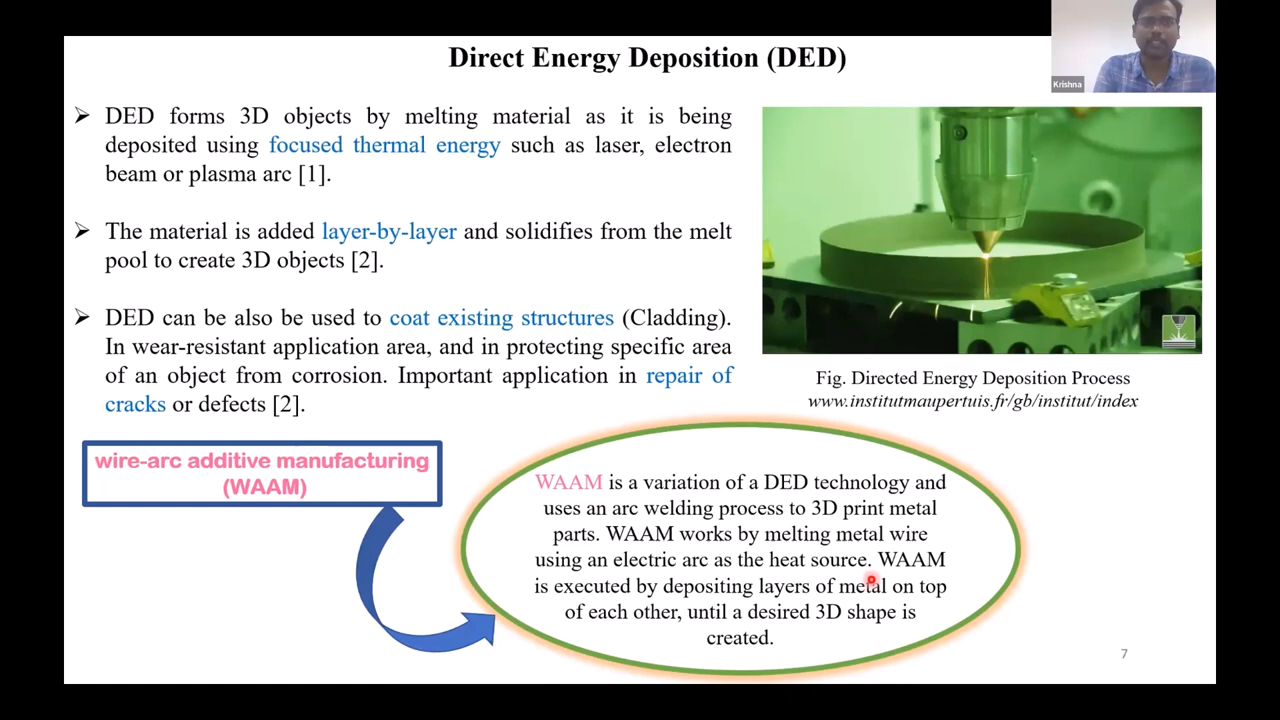 Direct Energy Deposition (DED)
Krishna
➢ DED forms 3D objects by melting material as it is being
deposited using focused thermal energy such as laser, electron
beam or plasma arc [1].
➢ The material is added layer-by-layer and solidifies from the melt
pool to create 3D objects [2].
➢ DED can be also be used to coat existing structures (Cladding).
In wear-resistant application area, and in protecting specific area
of an object from corrosion. Important application in repair of
cracks or defects [2].
Fig. Directed Energy Deposition Process
www.institutmaupertuis.fr/gb/institut/index
wire-arc additive manufacturing
(WAAM)
WAAM is a variation of a DED technology and
uses an arc welding process to 3D print metal
parts. WAAM works by melting metal wire
using an electric arc as the heat source. WAAM
is executed by depositing layers of metal on top
of each other, until a desired 3D shape is
created.
7